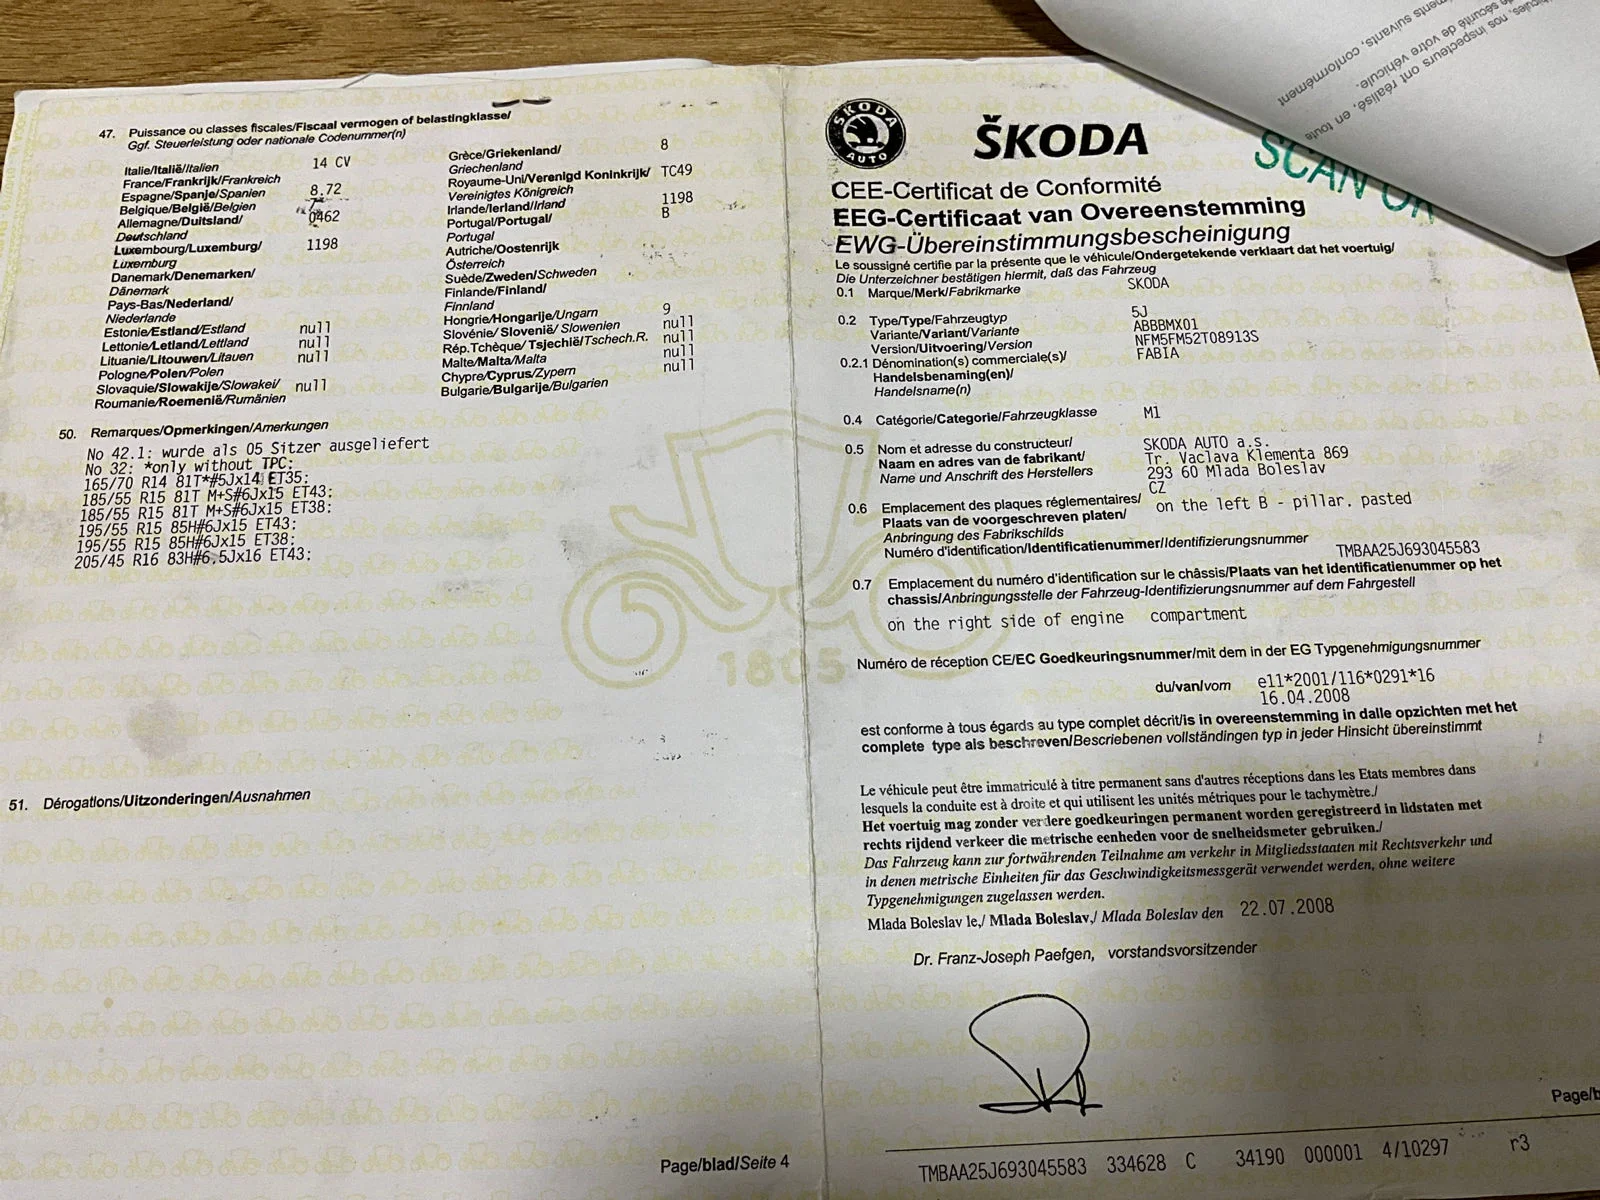 47. Puissance ou classes fiscales/Fiscaal vermogen of belastingklasse/
Ggf. Steuerleistung oder nationale Codenummer(n)
Italie/Italië/Italien 14 CV
France/Frankrijk/Frankreich
Espagne/Spanje/Spanien 8.72
Belgique/België/Belgien 7
Allemagne/Duitsland/ 0462
Deutschland
Luxembourg/Luxemburg/ 1198
Luxemburg
Danemark/Denemarken/
Dänemark
Pays-Bas/Nederland/
Niederlande
Estonie/Estland/Estland null
Lettonie/Letland/Lettland null
Lituanie/Litouwen/Litauen null
Pologne/Polen/Polen
Slovaquie/Slowakije/Slowakei/ null
Roumanie/Roemenië/Rumänien
Grèce/Griekenland/ 8
Griechenland
Royaume-Uni/Verenigd Koninkrijk/ TC49
Vereinigtes Königreich
Irlande/Ierland/Irland 1198
Portugal/Portugal/ B
Portugal
Autriche/Oostenrijk
Österreich
Suède/Zweden/Schweden
Finlande/Finland/
Finnland
Hongrie/Hongarije/Ungarn 9
Slovénie/ Slovenië/ Slowenien null
Rép.Tchèque/ Tsjechië/Tschech.R. null
Malte/Malta/Malta null
Chypre/Cyprus/Zypern null
Bulgarie/Bulgarije/Bulgarien
50. Remarques/Opmerkingen/Amerkungen
No 42.1: wurde als 05 Sitzer ausgeliefert
No 32: *only without TPC:
165/70 R14 81T*#5Jx14 ET35:
185/55 R15 81T M+S#6Jx15 ET43:
185/55 R15 81T M+S#6Jx15 ET38:
195/55 R15 85H#6Jx15 ET43:
195/55 R15 85H#6Jx15 ET38:
205/45 R16 83H#6,5Jx16 ET43:
51. Dérogations/Uitzonderingen/Ausnahmen
Page/blad/Seite 4
1805
ŠKODA
AUTO
ŠKODA
SCAN
CEE-Certificat de Conformité
EEG-Certificaat van Overeenstemming
EWG-Übereinstimmungsbescheinigung
Le soussigné certifie par la présente que le véhicule/Ondergetekende verklaart dat het voertuig/
Die Unterzeichner bestätigen hiermit, daß das Fahrzeug
0.1 Marque/Merk/Fabrikmarke SKODA
0.2 Type/Type/Fahrzeugtyp 5J
Variante/Variant/Variante ABBBMX01
Version/Uitvoering/Version NFM5FM52T08913S
0.2.1 Dénomination(s) commerciale(s)/ FABIA
Handelsbenaming(en)/
Handelsname(n)
0.4 Catégorie/Categorie/Fahrzeugklasse M1
0.5 Nom et adresse du constructeur/ SKODA AUTO a.s.
Naam en adres van de fabrikant/ Tr. Vaclava Klementa 869
Name und Anschrift des Herstellers 293 60 Mlada Boleslav
CZ
0.6 Emplacement des plaques réglementaires/ on the left B - pillar. pasted
Plaats van de voorgeschreven platen/
Anbringung des Fabrikschilds
Numéro d'identification/Identificatienummer/Identifizierungsnummer TMBAA25J693045583
0.7 Emplacement du numéro d'identification sur le châssis/Plaats van het identificatienummer op het
chassis/Anbringungsstelle der Fahrzeug-Identifizierungsnummer auf dem Fahrgestell
on the right side of engine compartment
Numéro de réception CE/EC Goedkeuringsnummer/mit dem in der EG Typgenehmigungsnummer
e11*2001/116*0291*16
du/van/vom 16.04.2008
est conforme à tous égards au type complet décrit/is in overeenstemming in dalle opzichten met het
complete type als beschreven/Bescriebenen vollständingen typ in jeder Hinsicht übereinstimmt
Le véhicule peut être immatriculé à titre permanent sans d'autres réceptions dans les Etats membres dans
lesquels la conduite est à droite et qui utilisent les unités métriques pour le tachymètre./
Het voertuig mag zonder verdere goedkeuringen permanent worden geregistreerd in lidstaten met
rechts rijdend verkeer die de metrische eenheden voor de snelheidsmeter gebruiken./
Das Fahrzeug kann zur fortwährenden Teilnahme am verkehr in Mitgliedsstaaten mit Rechtsverkehr und
in denen metrische Einheiten für das Geschwindigkeitsmessgerät verwendet werden, ohne weitere
Typgenehmigungen zugelassen werden.
Mlada Boleslav le,/ Mlada Boleslav,/ Mlada Boleslav den 22.07.2008
Dr. Franz-Joseph Paefgen, vorstandsvorsitzender
Page/b
TMBAA25J693045583 334628 C 34190 000001 4/10297 r3
nos inspecteurs ont réalisé, en toute
de sécurité de votre véhicule.
suivants, conformément